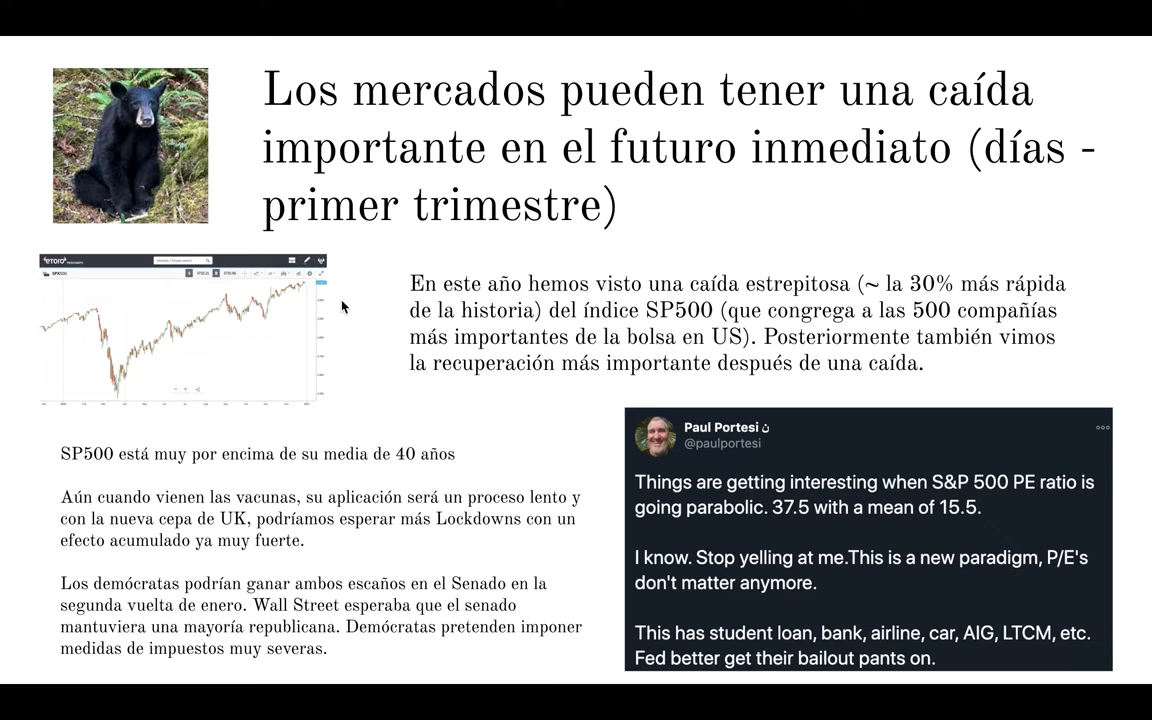 Los mercados pueden tener una caída
importante en el futuro inmediato (días -
primer trimestre)
etoro
SPX500
En este año hemos visto una caída estrepitosa (~ la 30% más rápida
de la historia) del índice SP500 (que congrega a las 500 compañías
más importantes de la bolsa en US). Posteriormente también vimos
la recuperación más importante después de una caída.
SP500 está muy por encima de su media de 40 años
Aún cuando vienen las vacunas, su aplicación será un proceso lento y
con la nueva cepa de UK, podríamos esperar más Lockdowns con un
efecto acumulado ya muy fuerte.
Los demócratas podrían ganar ambos escaños en el Senado en la
segunda vuelta de enero. Wall Street esperaba que el senado
mantuviera una mayoría republicana. Demócratas pretenden imponer
medidas de impuestos muy severas.
Paul Portesi ن
@paulportesi
Things are getting interesting when S&P 500 PE ratio is
going parabolic. 37.5 with a mean of 15.5.
I know. Stop yelling at me.This is a new paradigm, P/E's
don't matter anymore.
This has student loan, bank, airline, car, AIG, LTCM, etc.
Fed better get their bailout pants on.